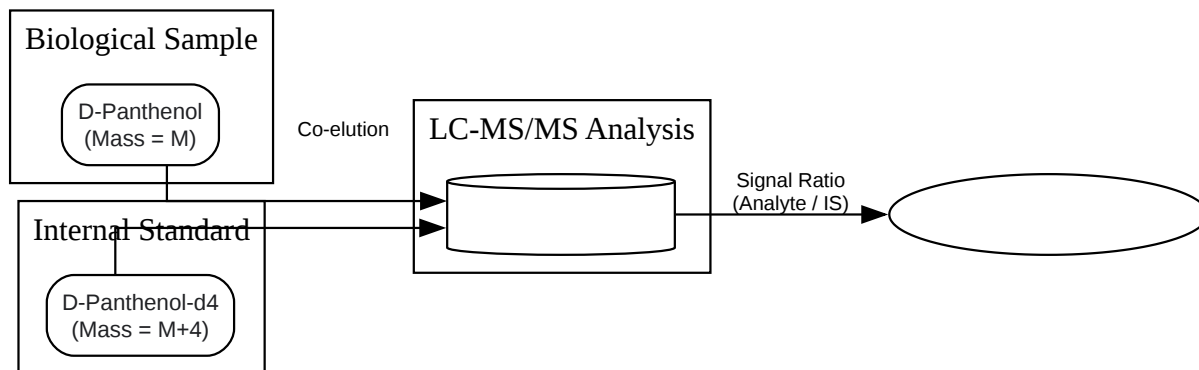 Biological Sample
D-Panthenol
(Mass = M)
Internal Standard
D-Panthenol-d4
(Mass = M+4)
Co-elution
LC-MS/MS Analysis
Signal Ratio
(Analyte / IS)